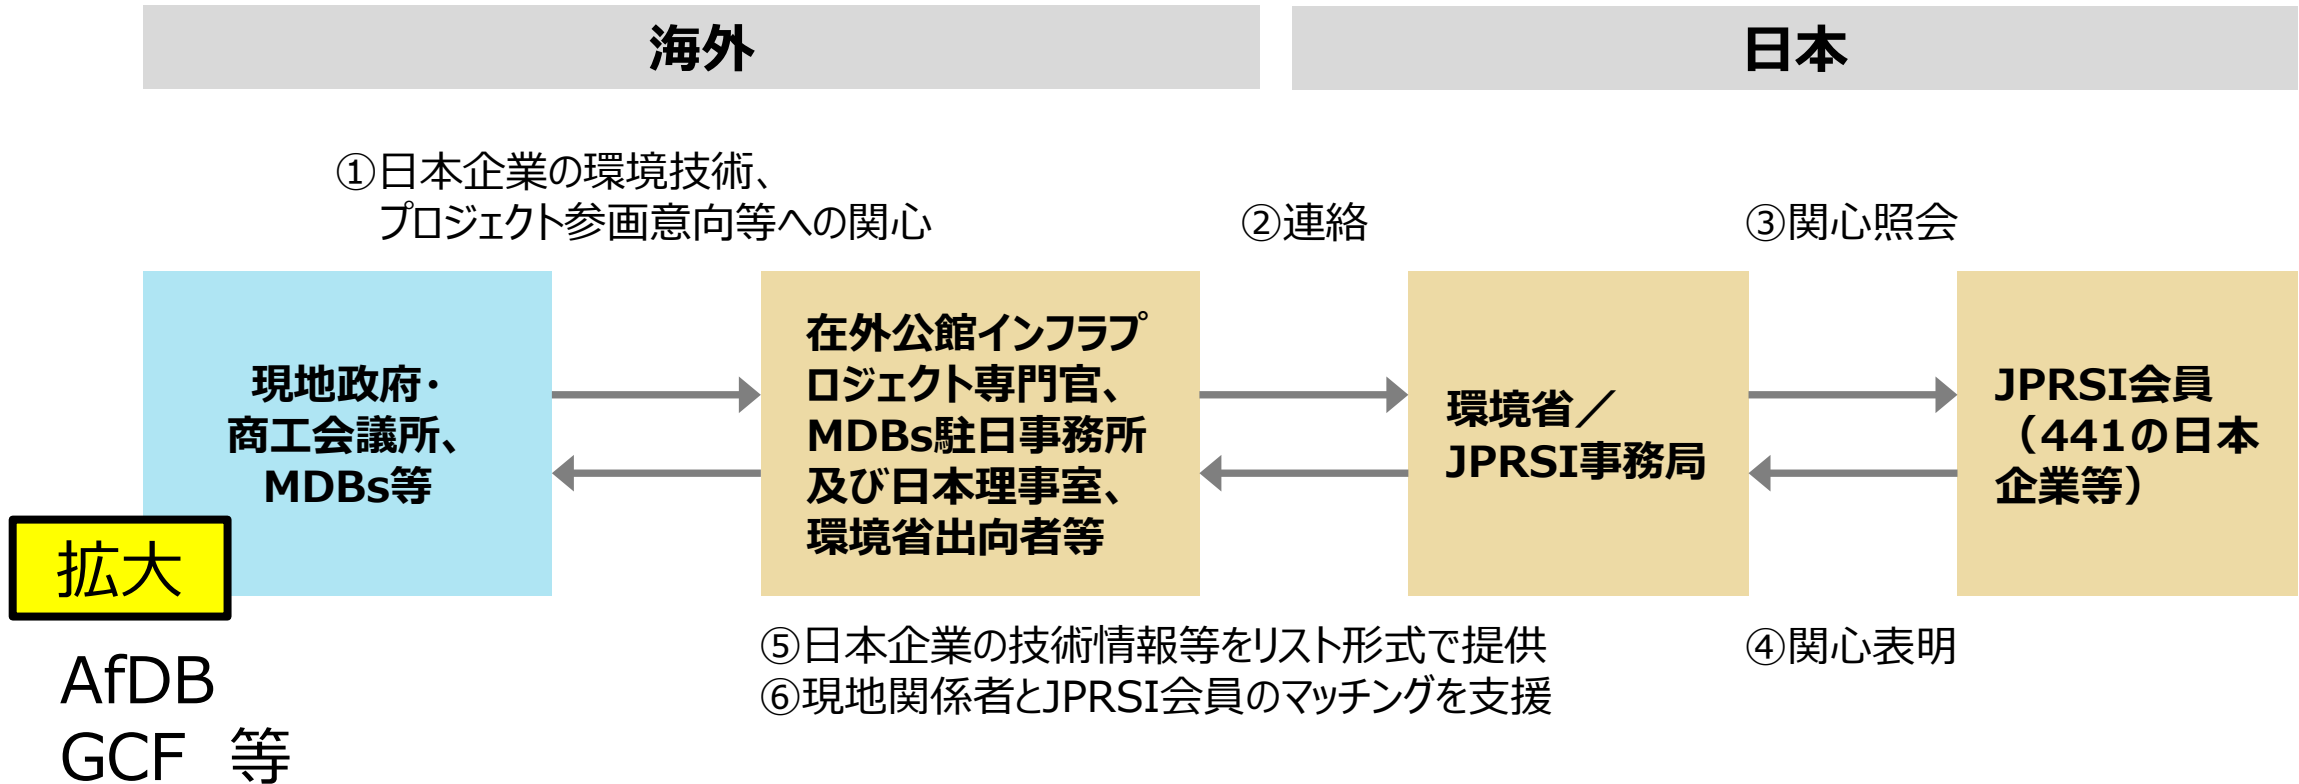 海外
日本
①日本企業の環境技術、
プロジェクト参画意向等への関心
②連絡
③関心照会
現地政府・
商工会議所、
MDBs等
在外公館インフラプ
ロジェクト専門官、
MDBs駐日事務所
及び日本理事室、
環境省出向者等
環境省／
JPRSI事務局
JPRSI会員
（441の日本
企業等）
拡大
AfDB
GCF 等
⑤日本企業の技術情報等をリスト形式で提供
⑥現地関係者とJPRSI会員のマッチングを支援
④関心表明